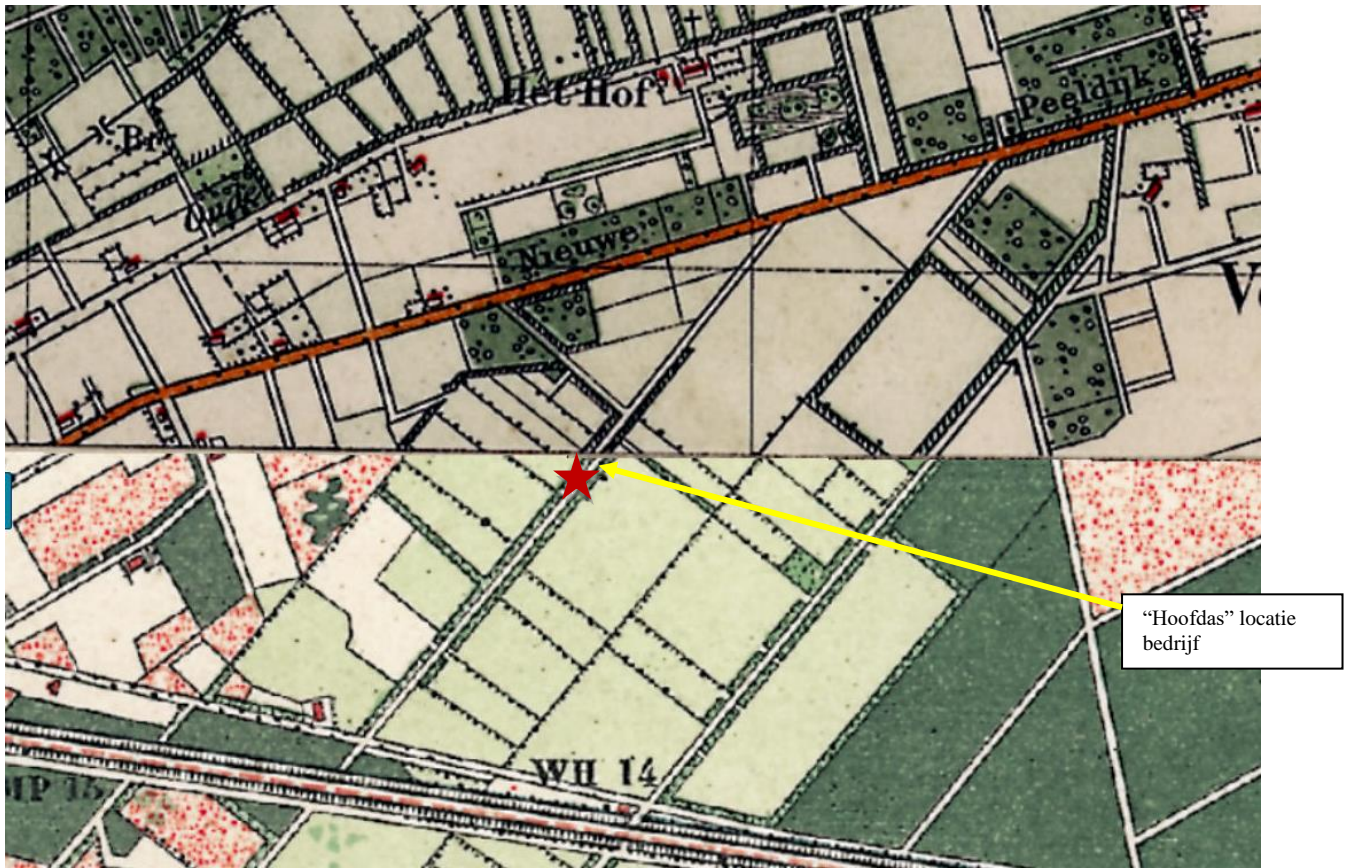 Het Hof
Peeldijk
Br
Oude
Nieuwe
"Hoofdas" locatie
bedrijf
WH 14